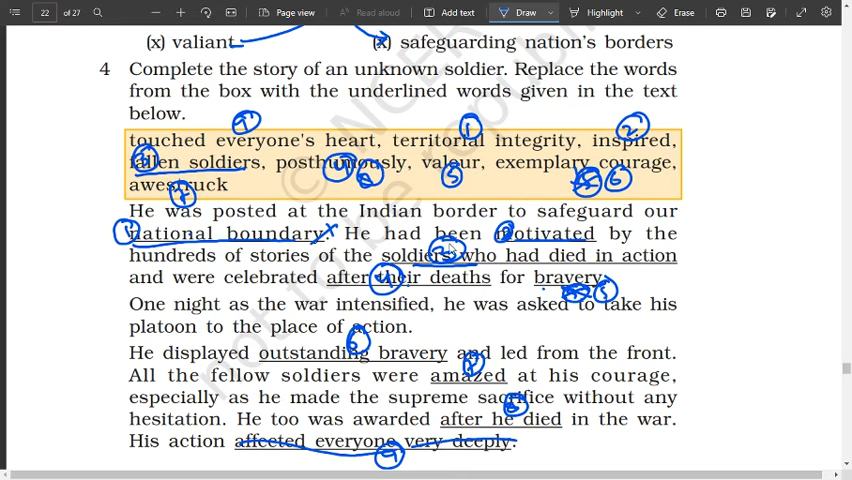 22 of 27
Page view
A
Read aloud
Add text
Draw
Highlight
Erase
(x) valiant
(x) safeguarding nation's borders
4 Complete the story of an unknown soldier. Replace the words
from the box with the underlined words given in the text
below.
touched everyone's heart, territorial integrity, inspired,
fallen soldiers, posthumously, valour, exemplary courage,
awestruck
He was posted at the Indian border to safeguard our
national boundary. He had been motivated by the
hundreds of stories of the soldiers who had died in action
and were celebrated after their deaths for bravery.
One night as the war intensified, he was asked to take his
platoon to the place of action.
He displayed outstanding bravery and led from the front.
All the fellow soldiers were amazed at his courage,
especially as he made the supreme sacrifice without any
hesitation. He too was awarded after he died in the war.
His action affected everyone very deeply.